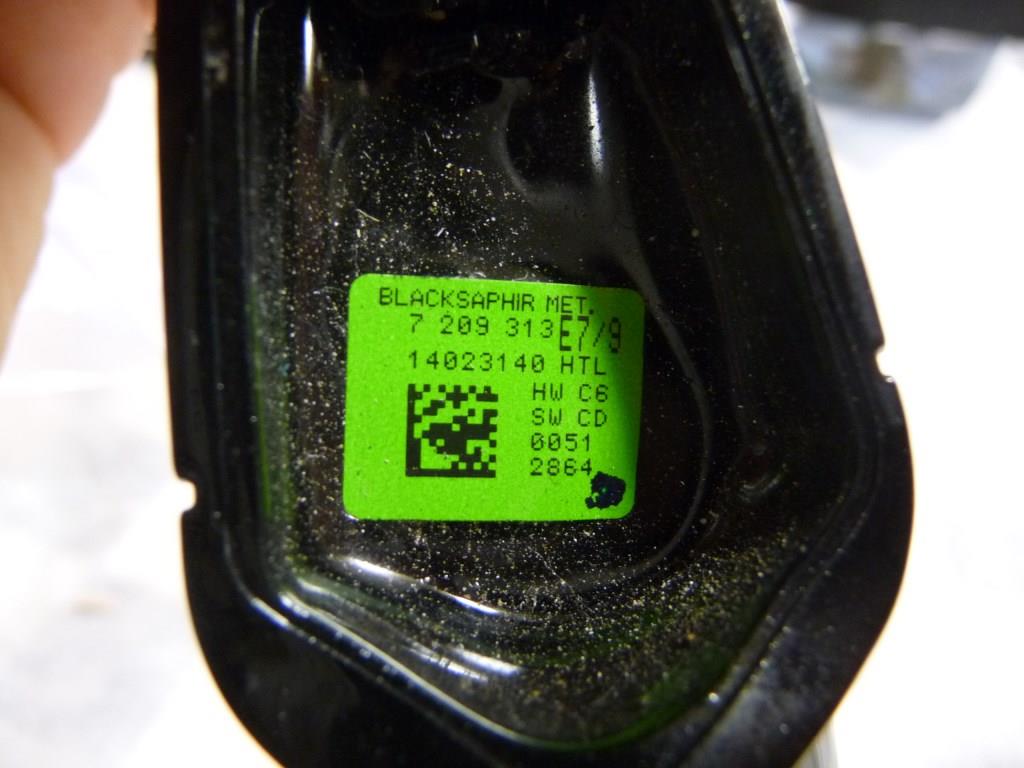 BLACKSAPHIR MET.
7 209 313 E7/9
14023140 HTL
HW C6
SW CD
0051
2864